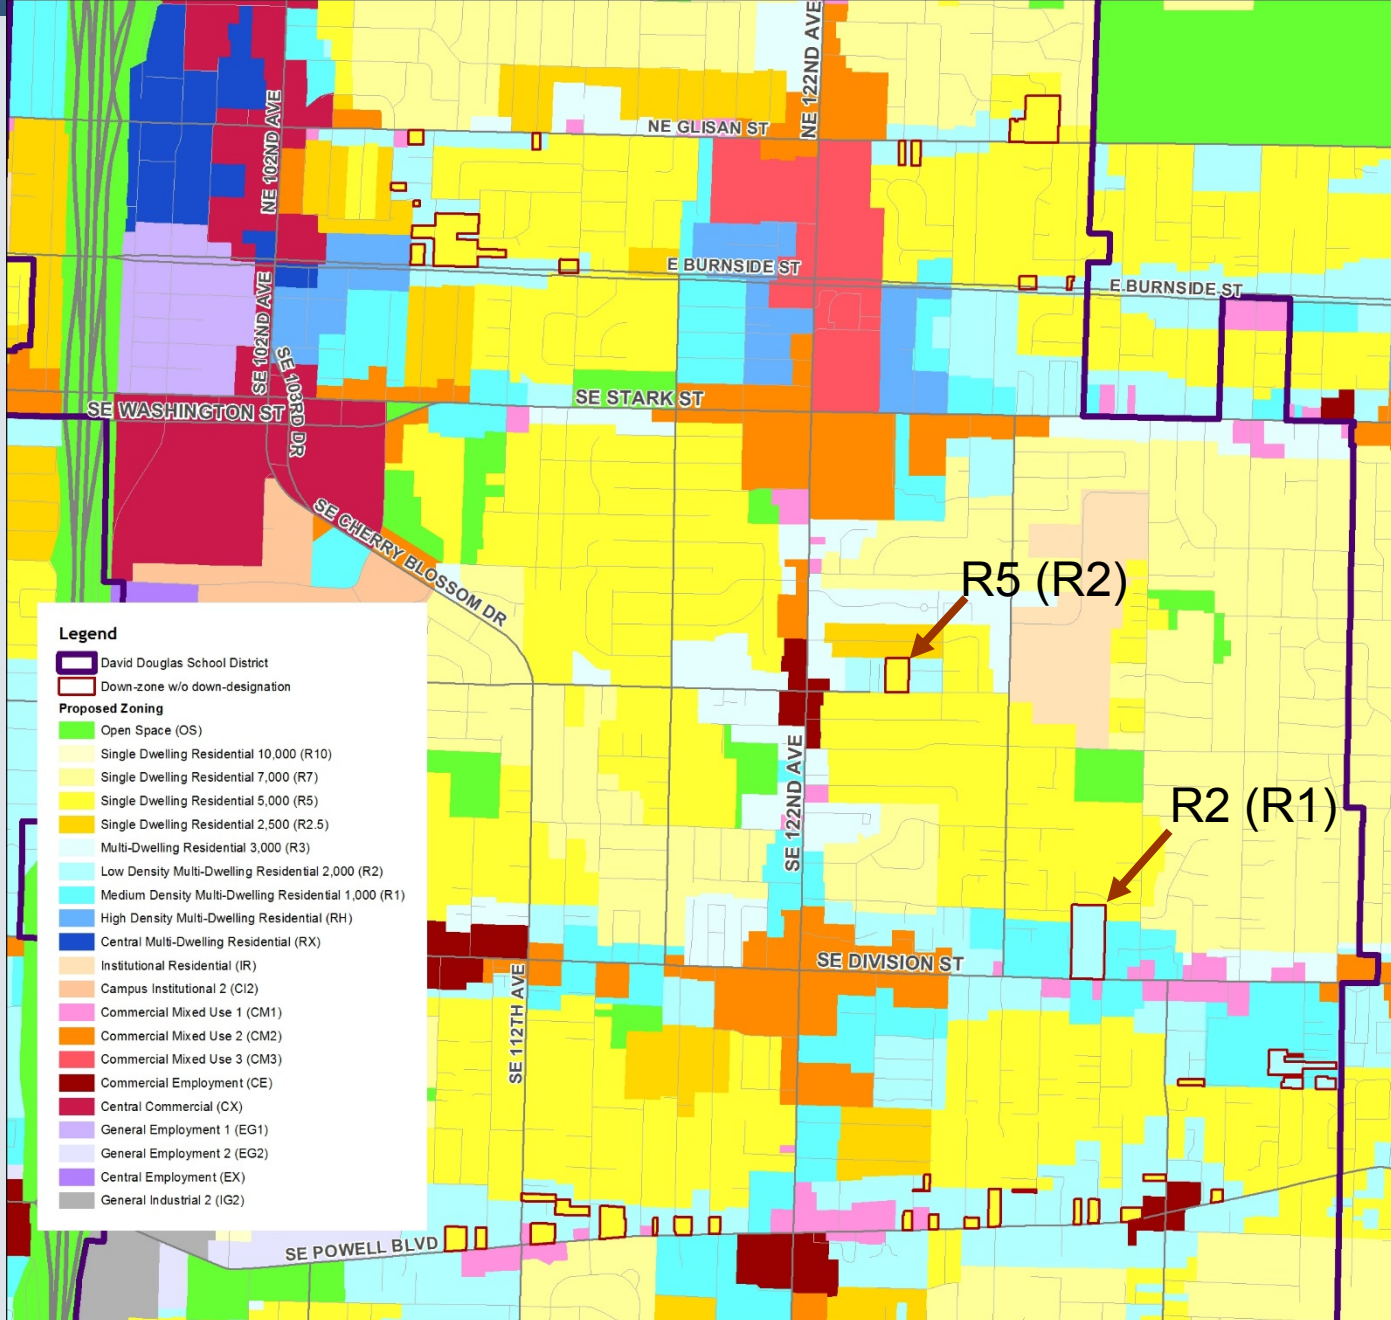 NE 122ND AVE
NE 102ND AVE
NE GLISAN ST
E BURNSIDE ST
E BURNSIDE ST
SE 102ND AVE
SE 103RD DR
SE STARK ST
SE WASHINGTON ST
SE CHERRY BLOSSOM DR
R5 (R2)
Legend
David Douglas School District
Down-zone w/o down-designation
Proposed Zoning
Open Space (OS)
Single Dwelling Residential 10,000 (R10)
Single Dwelling Residential 7,000 (R7)
Single Dwelling Residential 5,000 (R5)
Single Dwelling Residential 2,500 (R2.5)
Multi-Dwelling Residential 3,000 (R3)
Low Density Multi-Dwelling Residential 2,000 (R2)
Medium Density Multi-Dwelling Residential 1,000 (R1)
High Density Multi-Dwelling Residential (RH)
Central Multi-Dwelling Residential (RX)
Institutional Residential (IR)
Campus Institutional 2 (CI2)
Commercial Mixed Use 1 (CM1)
Commercial Mixed Use 2 (CM2)
Commercial Mixed Use 3 (CM3)
Commercial Employment (CE)
Central Commercial (CX)
General Employment 1 (EG1)
General Employment 2 (EG2)
Central Employment (EX)
General Industrial 2 (IG2)
SE 122ND AVE
R2 (R1)
SE DIVISION ST
SE 112TH AVE
SE POWELL BLVD